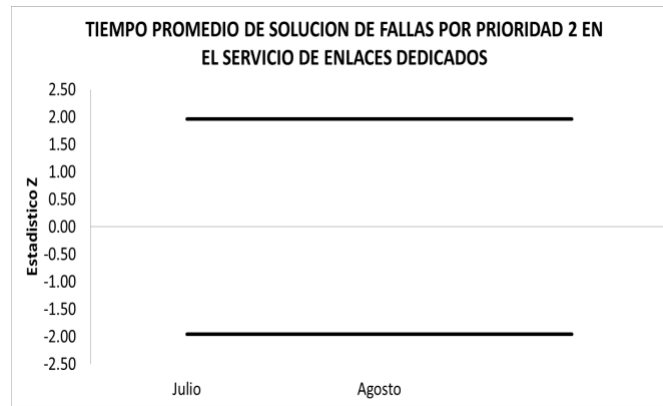 TIEMPO PROMEDIO DE SOLUCION DE FALLAS POR PRIORIDAD 2 EN
EL SERVICIO DE ENLACES DEDICADOS
2.50
2.00
1.50
1.00
0.50
0.00
-0.50
-1.00
-1.50
-2.00
-2.50
Estadistico Z
Julio
Agosto